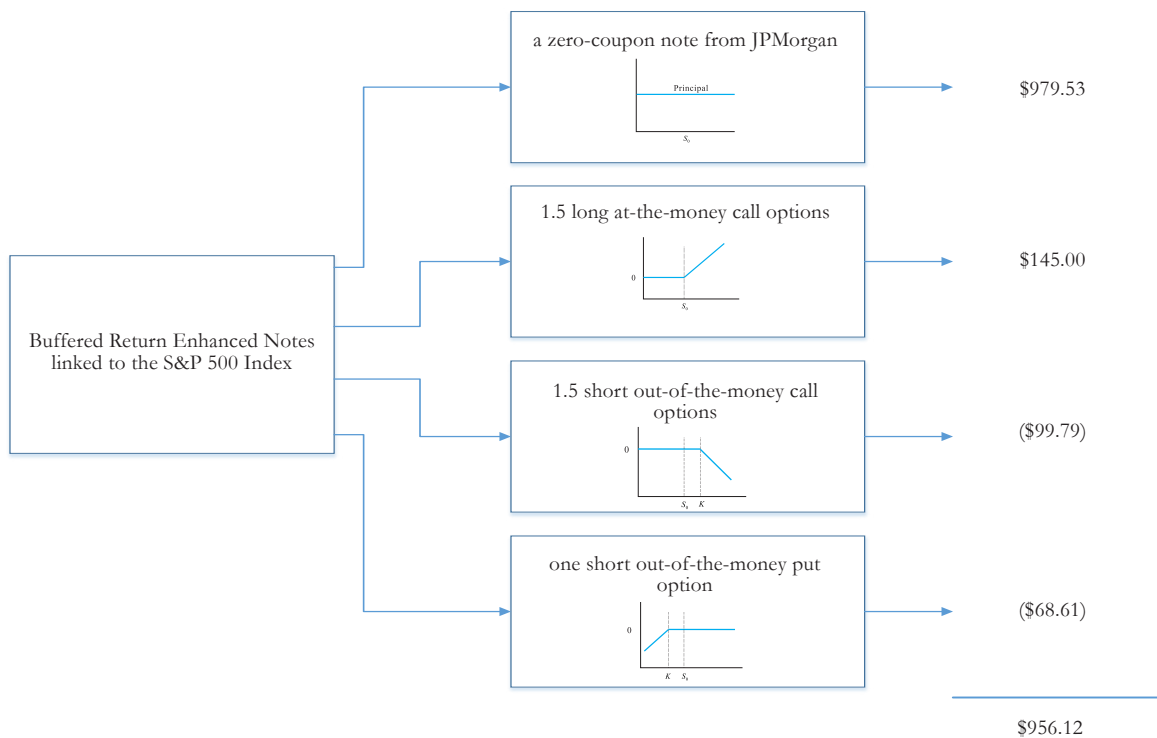 a zero-coupon note from JPMorgan
Principal
S₀
$979.53
1.5 long at-the-money call options
0
S₀
$145.00
Buffered Return Enhanced Notes
linked to the S&P 500 Index
1.5 short out-of-the-money call
options
0
S₀ K
($99.79)
one short out-of-the-money put
option
0
K S₀
($68.61)
$956.12